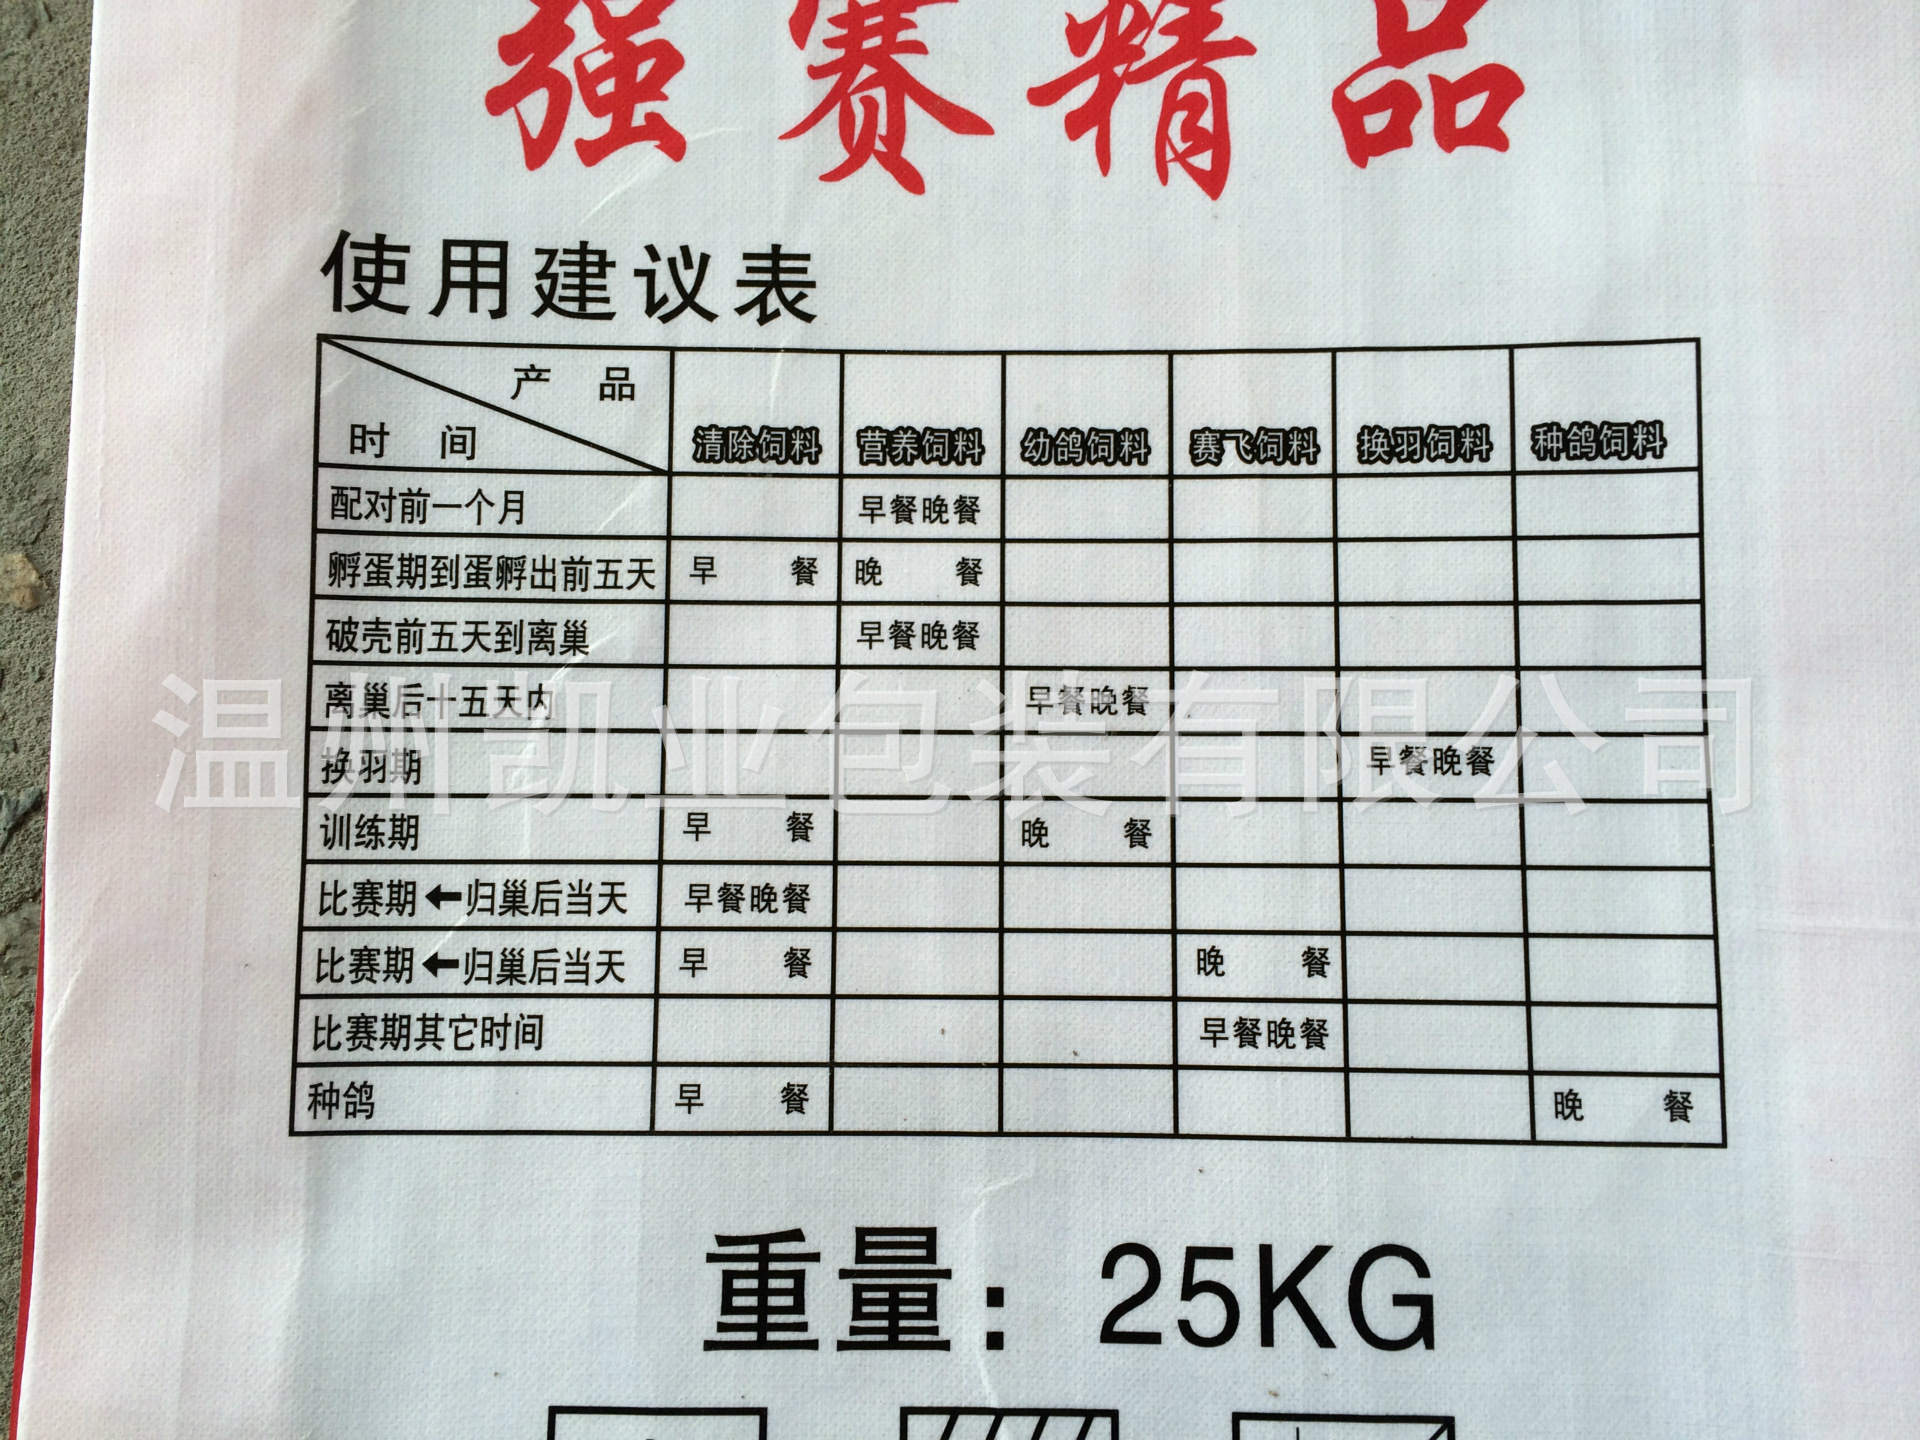 强赛精品
使用建议表
产 品
时 间
清除饲料 营养饲料 幼鸽饲料 赛飞饲料 换羽饲料 种鸽饲料
配对前一个月 早餐晚餐
孵蛋期到蛋孵出前五天 早 餐 晚 餐
破壳前五天到离巢 早餐晚餐
离巢后十五天内 早餐晚餐
换羽期 早餐晚餐
训练期 早 餐 晚 餐
比赛期←归巢后当天 早餐晚餐
比赛期←归巢后当天 早 餐 晚 餐
比赛期其它时间 早餐晚餐
种鸽 早 餐 晚 餐
温州凯业包装有限公司
重量：25KG